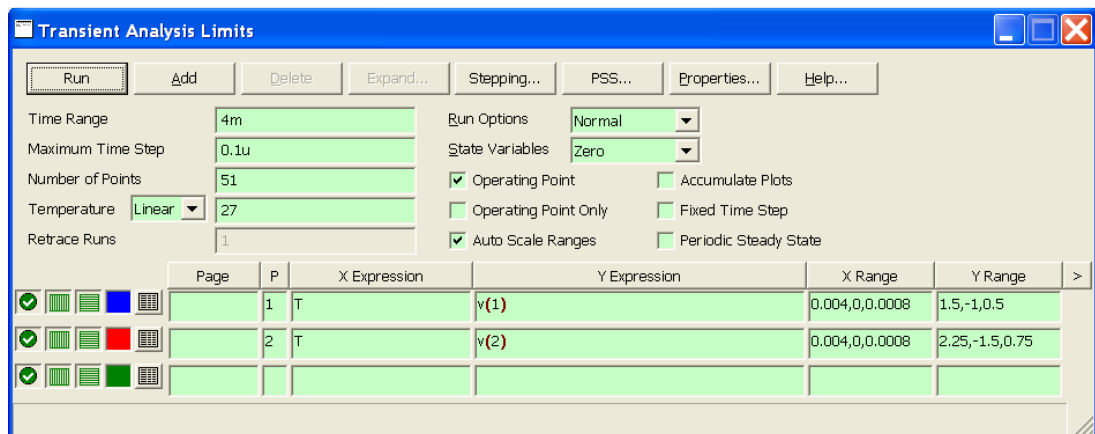 Transient Analysis Limits
Run Add Delete Expand... Stepping... PSS... Properties... Help...
Time Range 4m Run Options Normal
Maximum Time Step 0.1u State Variables Zero
Number of Points 51 Operating Point Accumulate Plots
Temperature Linear 27 Operating Point Only Fixed Time Step
Retrace Runs 1 Auto Scale Ranges Periodic Steady State
Page P X Expression Y Expression X Range Y Range >
1 T v(1) 0.004,0,0.0008 1.5,-1,0.5
2 T v(2) 0.004,0,0.0008 2.25,-1.5,0.75